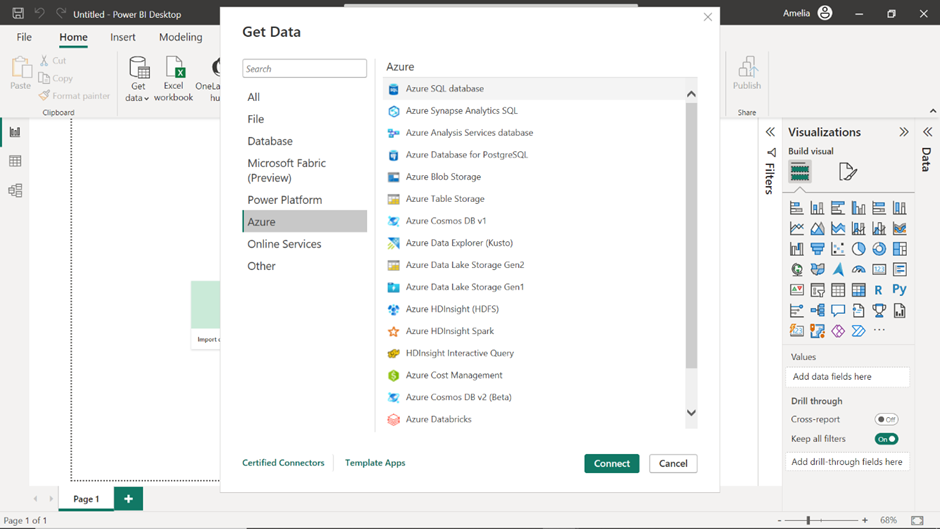 Untitled - Power BI Desktop
Amelia
File
Home
Insert
Modeling
Paste
Cut
Copy
Format painter
Clipboard
Get
data
Excel
workbook
OneLa
hu
Publish
Share
Get Data
Search
All
File
Database
Microsoft Fabric
(Preview)
Power Platform
Azure
Online Services
Other
Azure
Azure SQL database
Azure Synapse Analytics SQL
Azure Analysis Services database
Azure Database for PostgreSQL
Azure Blob Storage
Azure Table Storage
Azure Cosmos DB v1
Azure Data Explorer (Kusto)
Azure Data Lake Storage Gen2
Azure Data Lake Storage Gen1
Azure HDInsight (HDFS)
Azure HDInsight Spark
HDInsight Interactive Query
Azure Cost Management
Azure Cosmos DB v2 (Beta)
Azure Databricks
Certified Connectors
Template Apps
Connect
Cancel
Import
Filters
Visualizations
Build visual
R
Py
...
Values
Add data fields here
Drill through
Cross-report
Off
Keep all filters
On
Add drill-through fields here
Data
Page 1
+
Page 1 of 1
- + 68%